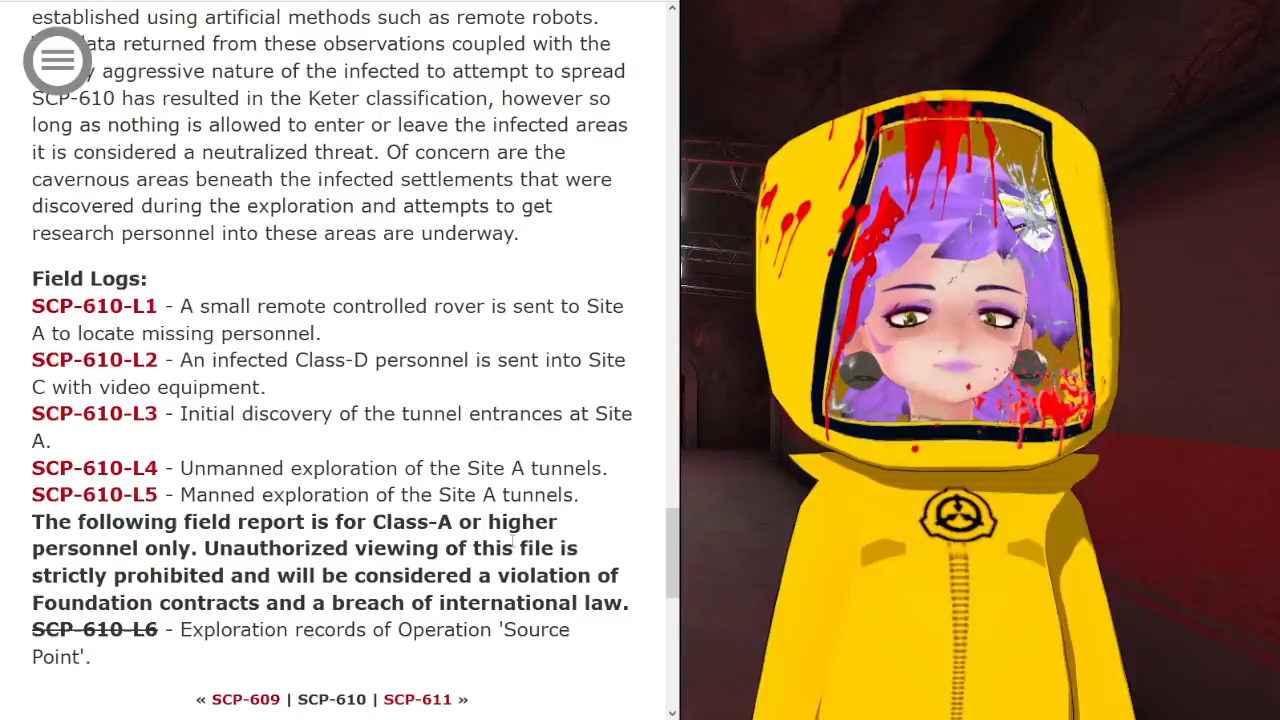 established using artificial methods such as remote robots.
data returned from these observations coupled with the
aggressive nature of the infected to attempt to spread
SCP-610 has resulted in the Keter classification, however so
long as nothing is allowed to enter or leave the infected areas
it is considered a neutralized threat. Of concern are the
cavernous areas beneath the infected settlements that were
discovered during the exploration and attempts to get
research personnel into these areas are underway.
Field Logs:
SCP-610-L1 - A small remote controlled rover is sent to Site
A to locate missing personnel.
SCP-610-L2 - An infected Class-D personnel is sent into Site
C with video equipment.
SCP-610-L3 - Initial discovery of the tunnel entrances at Site
A.
SCP-610-L4 - Unmanned exploration of the Site A tunnels.
SCP-610-L5 - Manned exploration of the Site A tunnels.
The following field report is for Class-A or higher
personnel only. Unauthorized viewing of this file is
strictly prohibited and will be considered a violation of
Foundation contracts and a breach of international law.
SCP-610-L6 - Exploration records of Operation 'Source
Point'.
« SCP-609 | SCP-610 | SCP-611 »